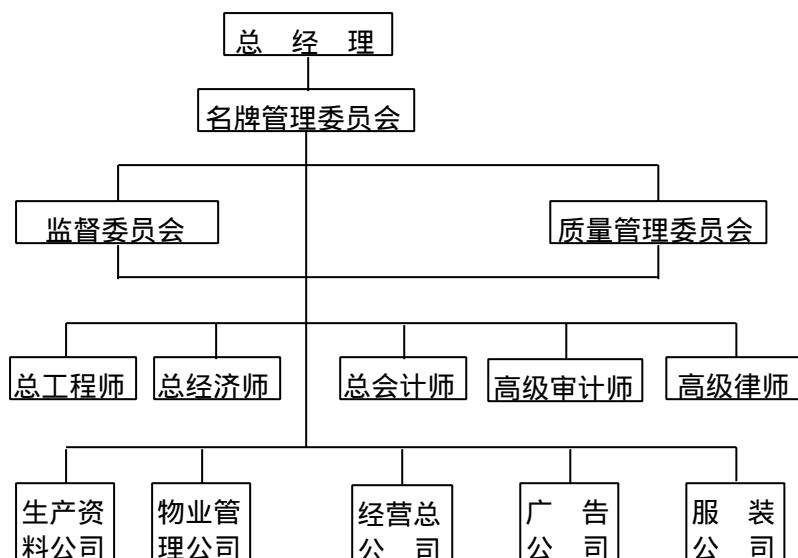 总 经 理
名牌管理委员会
监督委员会
质量管理委员会
总工程师
总经济师
总会计师
高级审计师
高级律师
生产资
料公司
物业管
理公司
经营总
公 司
广 告
公 司
服 装
公 司